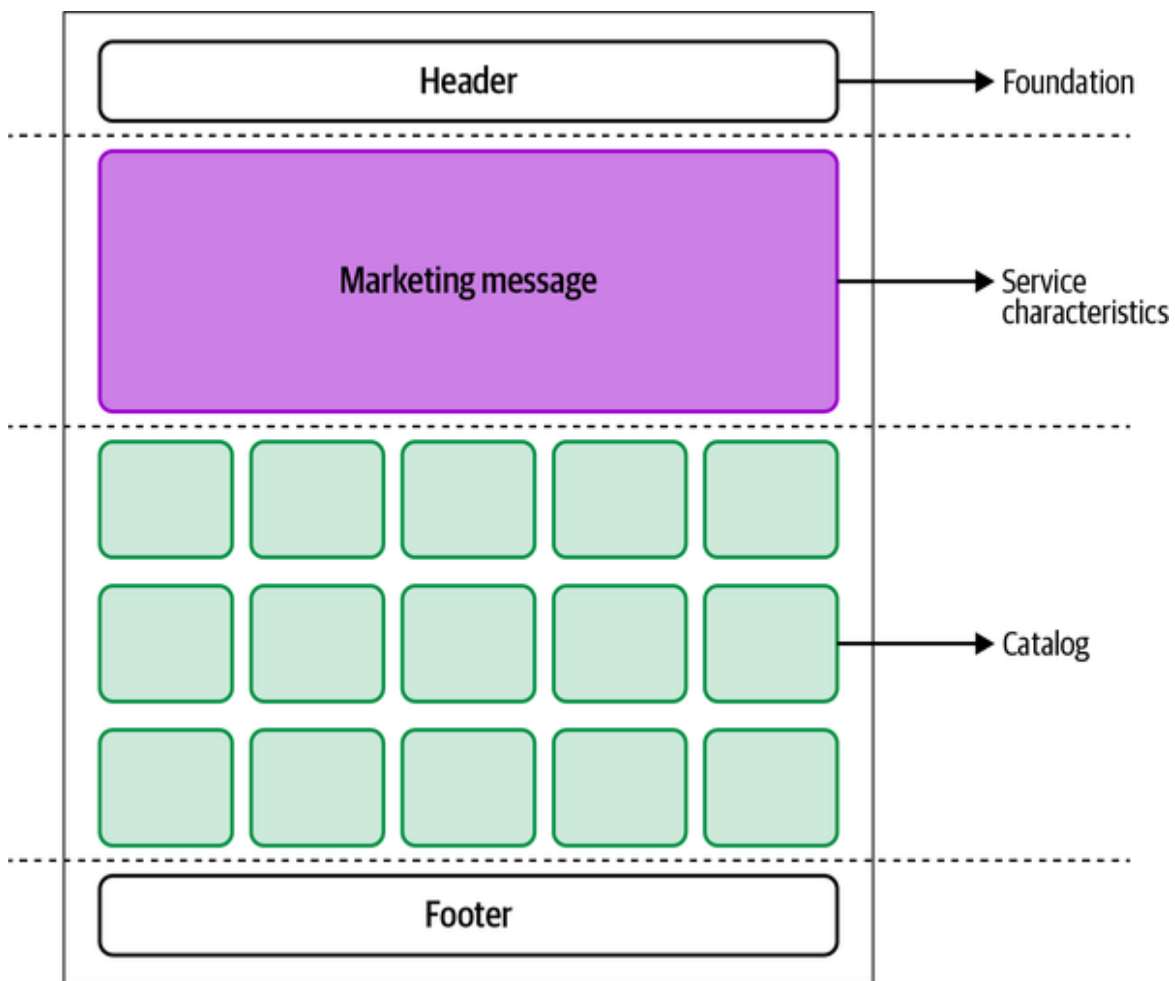 Header
Foundation
Marketing message
Service
characteristics
Catalog
Footer